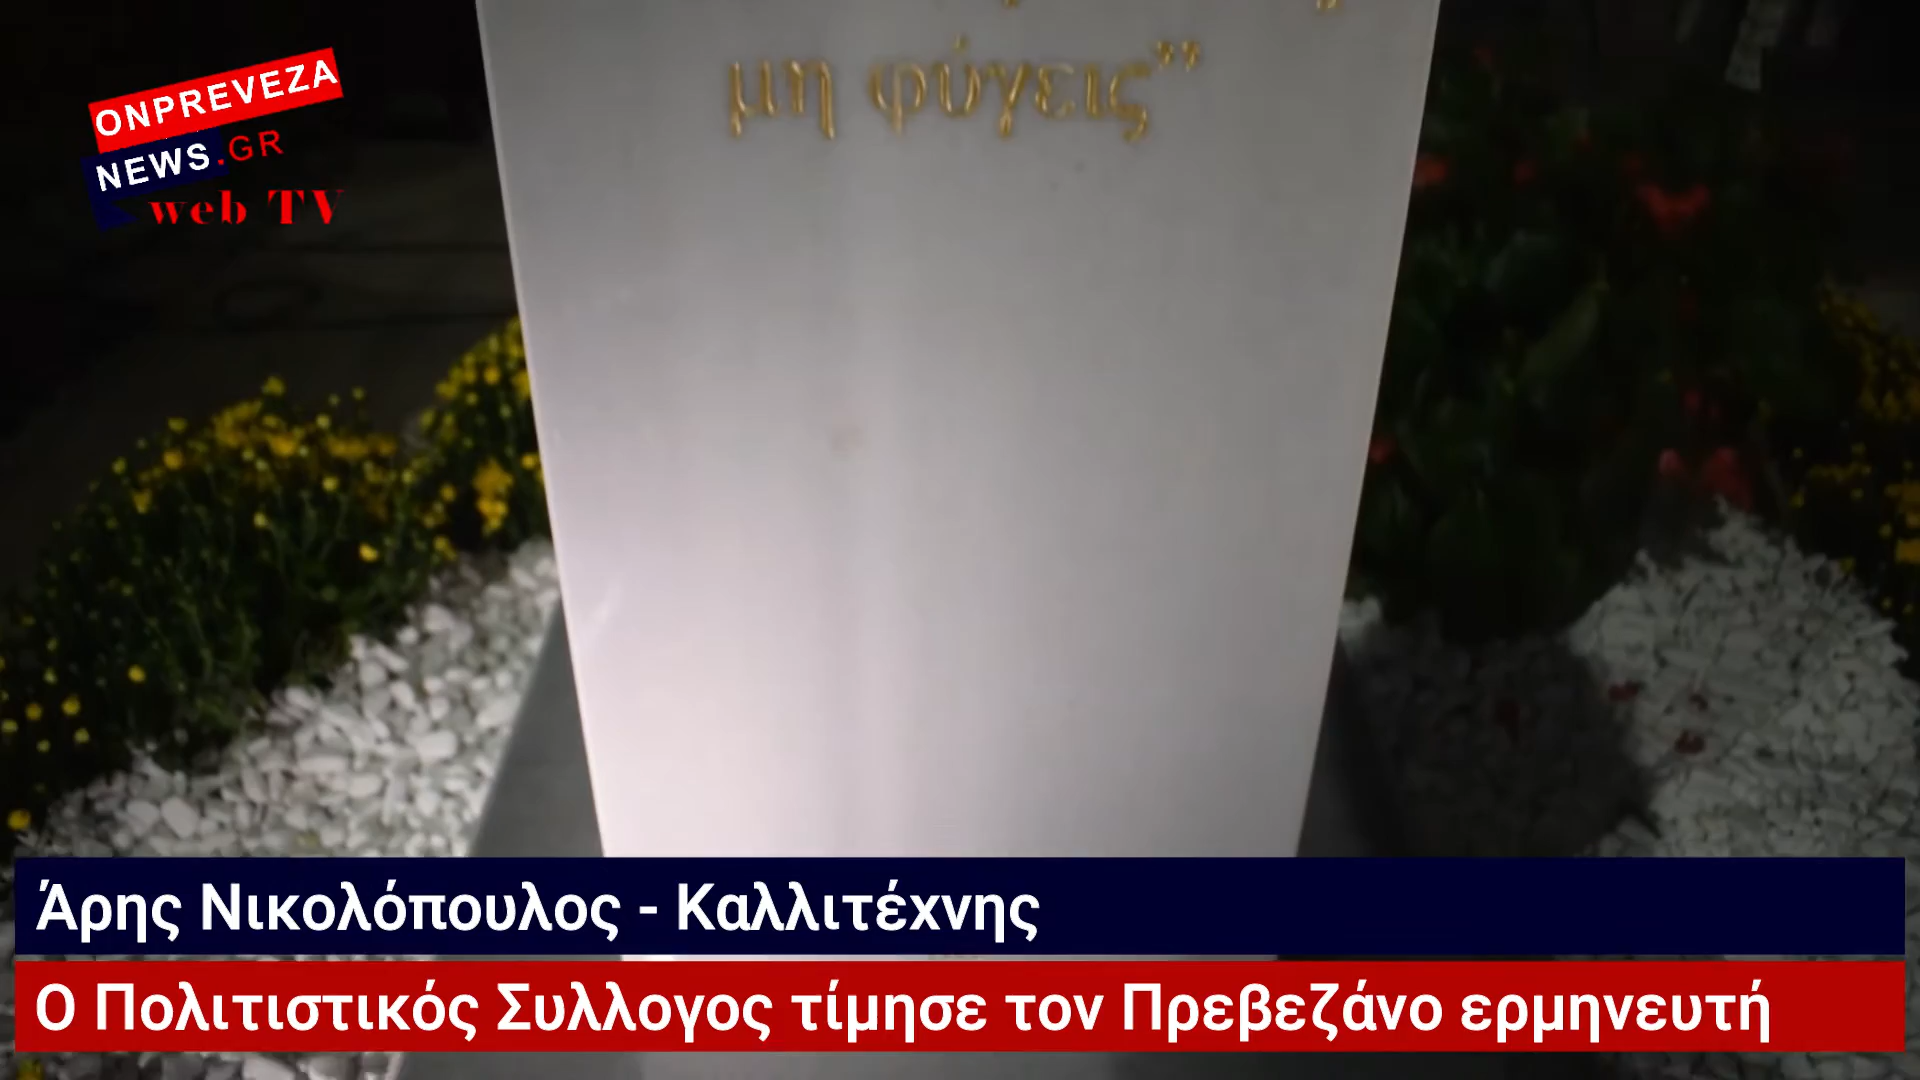 μη φύγεις”
ONPREVEZA
NEWS.GR
web TV
Άρης Νικολόπουλος - Καλλιτέχνης
Ο Πολιτιστικός Συλλογος τίμησε τον Πρεβεζάνο ερμηνευτή